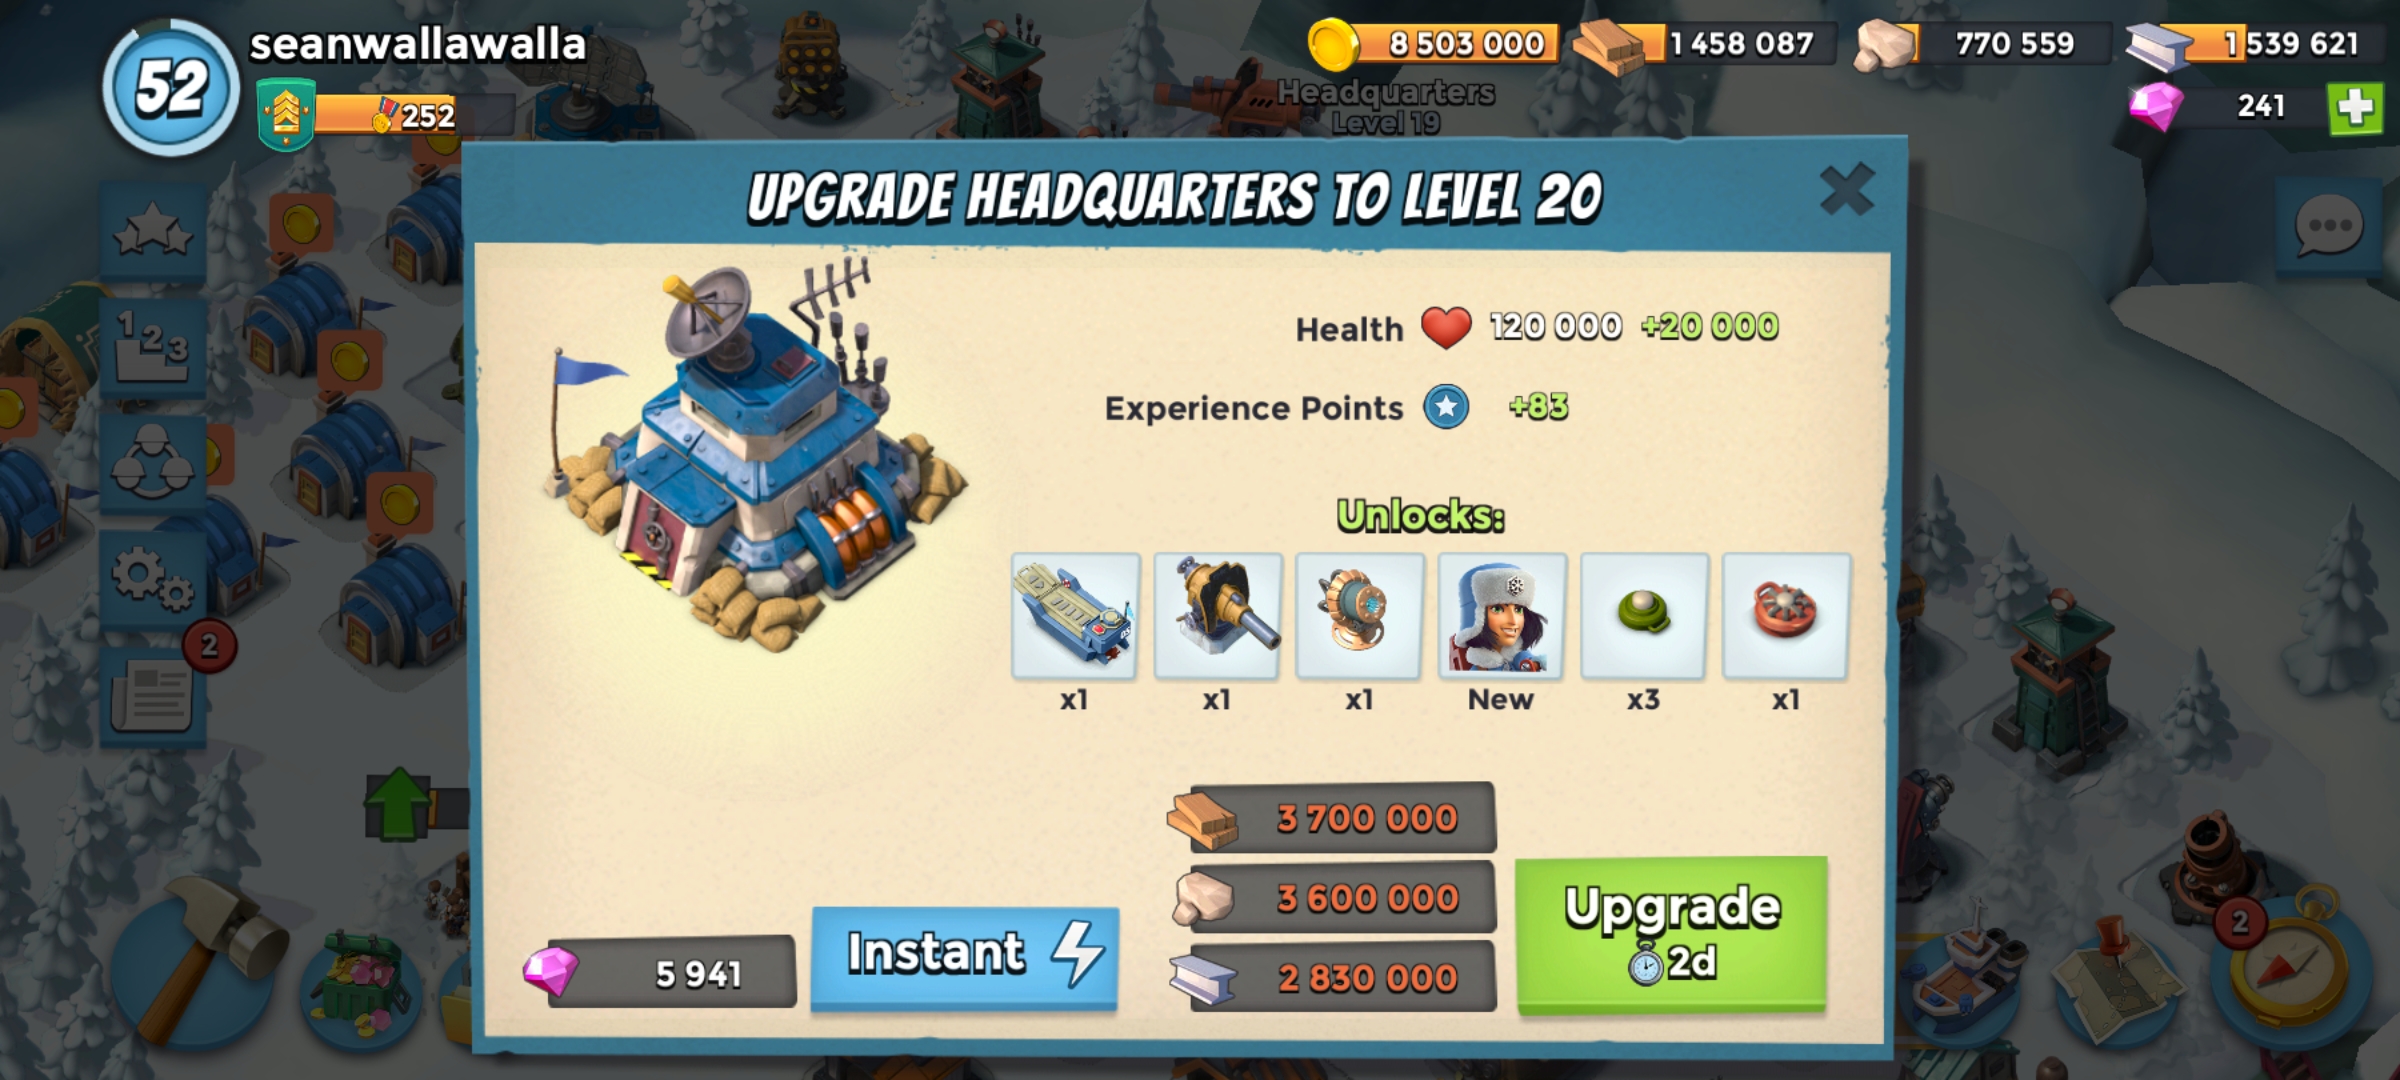 52
seanwallawalla
252
8 503 000
1 458 087
770 559
1 539 621
241
Headquarters
Level 19
UPGRADE HEADQUARTERS TO LEVEL 20
Health 120 000 +20 000
Experience Points +83
Unlocks:
x1 x1 x1 New x3 x1
1 2 3
2
3 700 000
3 600 000
2 830 000
5 941
Instant
Upgrade
2d
2